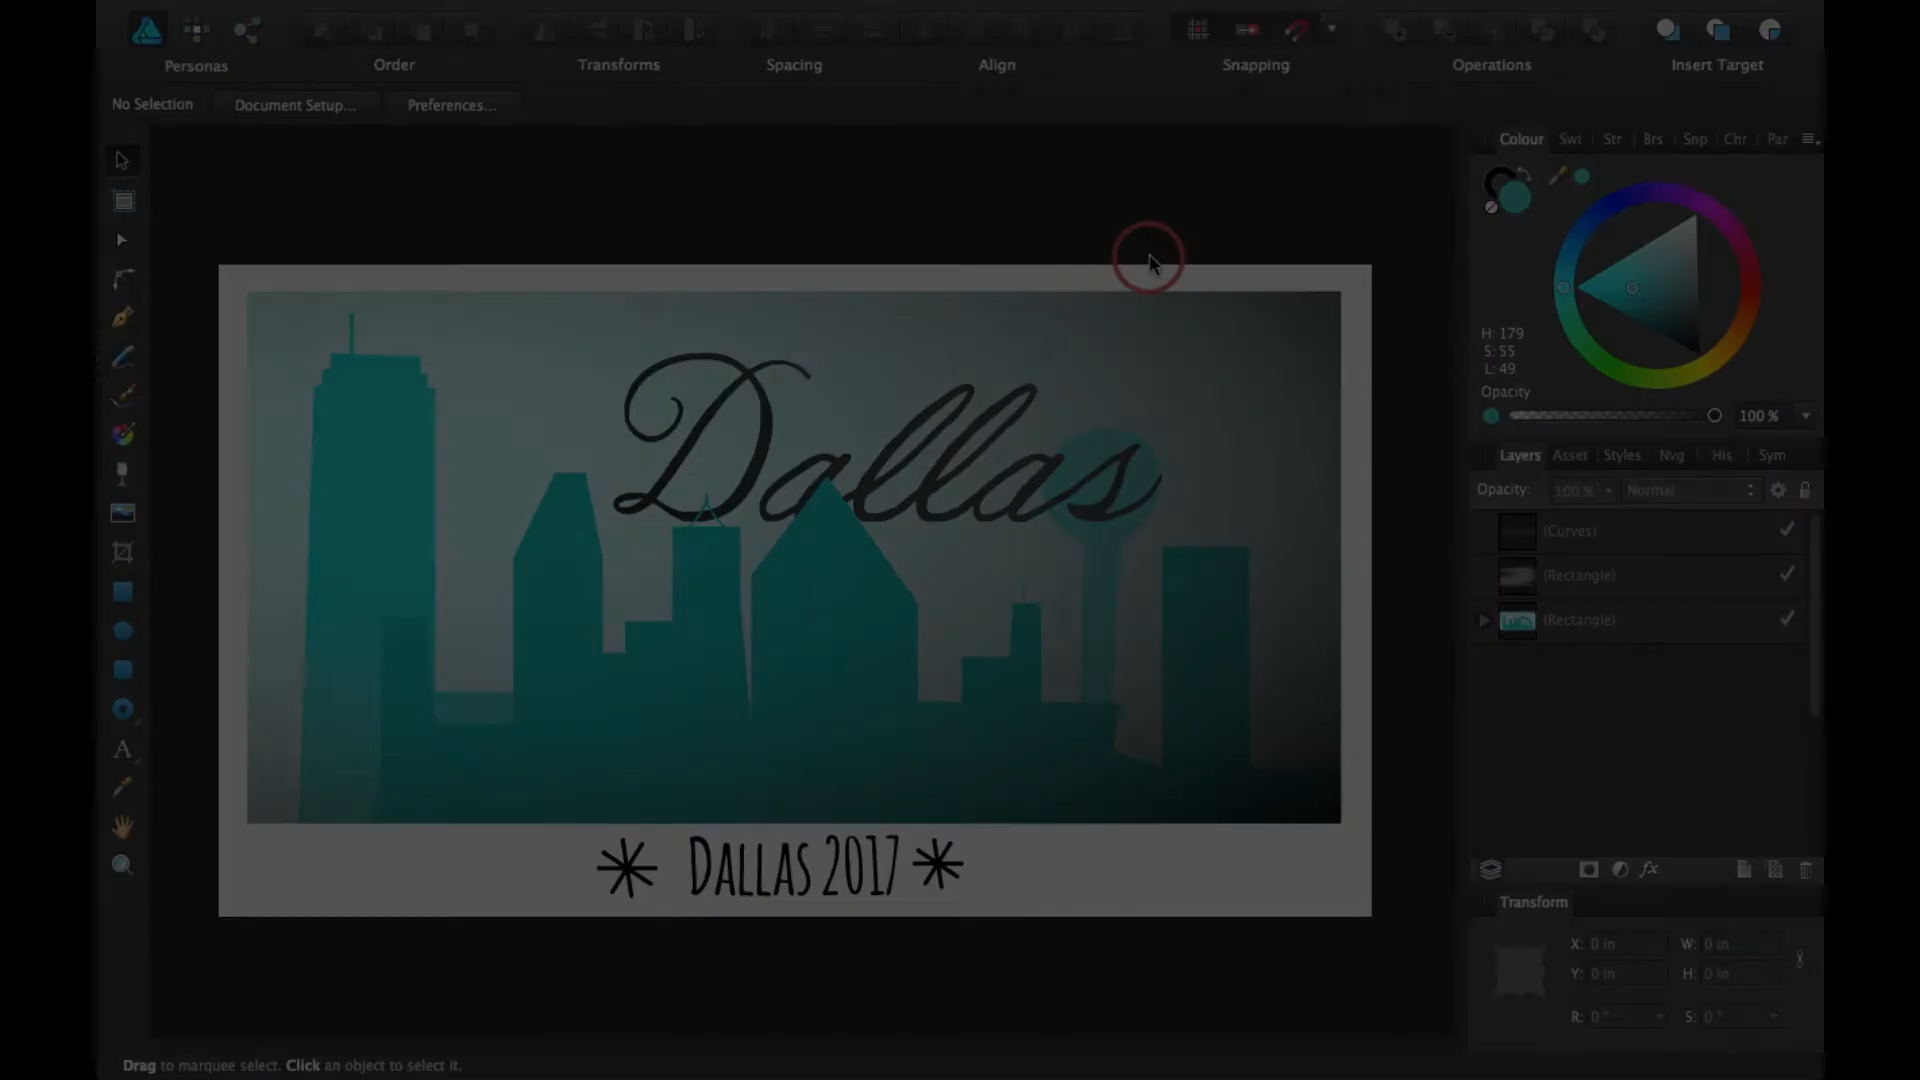 Personas
Order
Transforms
Spacing
Align
Snapping
Operations
Insert Target
No Selection
Document Setup...
Preferences...
Colour Swt Str Brs Snp Chr Par
H: 179
S: 55
L: 49
Opacity
100 %
Layers Asset Styles Nvg His Sym
Opacity: 100 % Normal
(Curves)
(Rectangle)
(Rectangle)
Dallas
DALLAS 2017
A
fx
Transform
X: 0 in W: 0 in
Y: 0 in H: 0 in
R: 0 ° S: 0 °
Drag to marquee select. Click an object to select it.